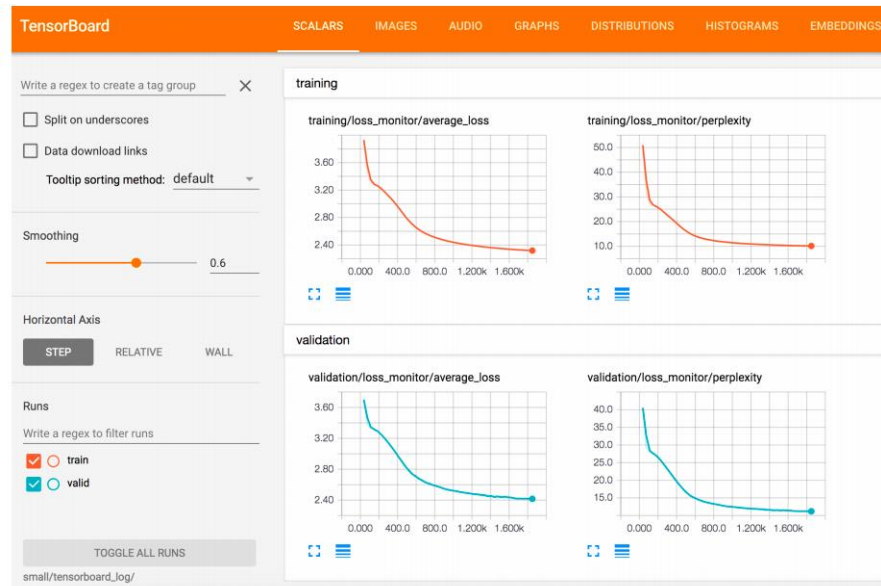 TensorBoard
SCALARS IMAGES AUDIO GRAPHS DISTRIBUTIONS HISTOGRAMS EMBEDDINGS
Write a regex to create a tag group
Split on underscores
Data download links
Tooltip sorting method: default
Smoothing
0.6
Horizontal Axis
STEP RELATIVE WALL
Runs
Write a regex to filter runs
train
valid
TOGGLE ALL RUNS
small/tensorboard_log/
training
training/loss_monitor/average_loss
3.60
3.20
2.80
2.40
0.000 400.0 800.0 1.200k 1.600k
training/loss_monitor/perplexity
50.0
40.0
30.0
20.0
10.0
0.000 400.0 800.0 1.200k 1.600k
validation
validation/loss_monitor/average_loss
3.60
3.20
2.80
2.40
0.000 400.0 800.0 1.200k 1.600k
validation/loss_monitor/perplexity
40.0
35.0
30.0
25.0
20.0
15.0
0.000 400.0 800.0 1.200k 1.600k